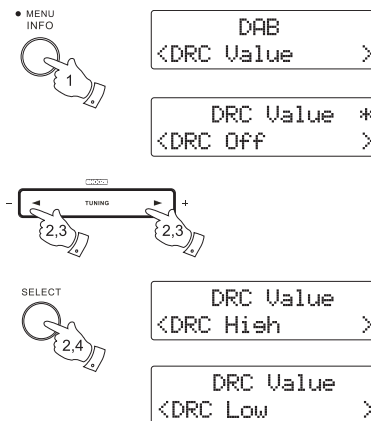 • MENU
INFO
1
DAB
<DRC Value >
DRC Value *
<DRC Off >
- ◄ TUNING ► +
2,3 2,3
SELECT
2,4
DRC Value
<DRC High >
DRC Value
<DRC Low >